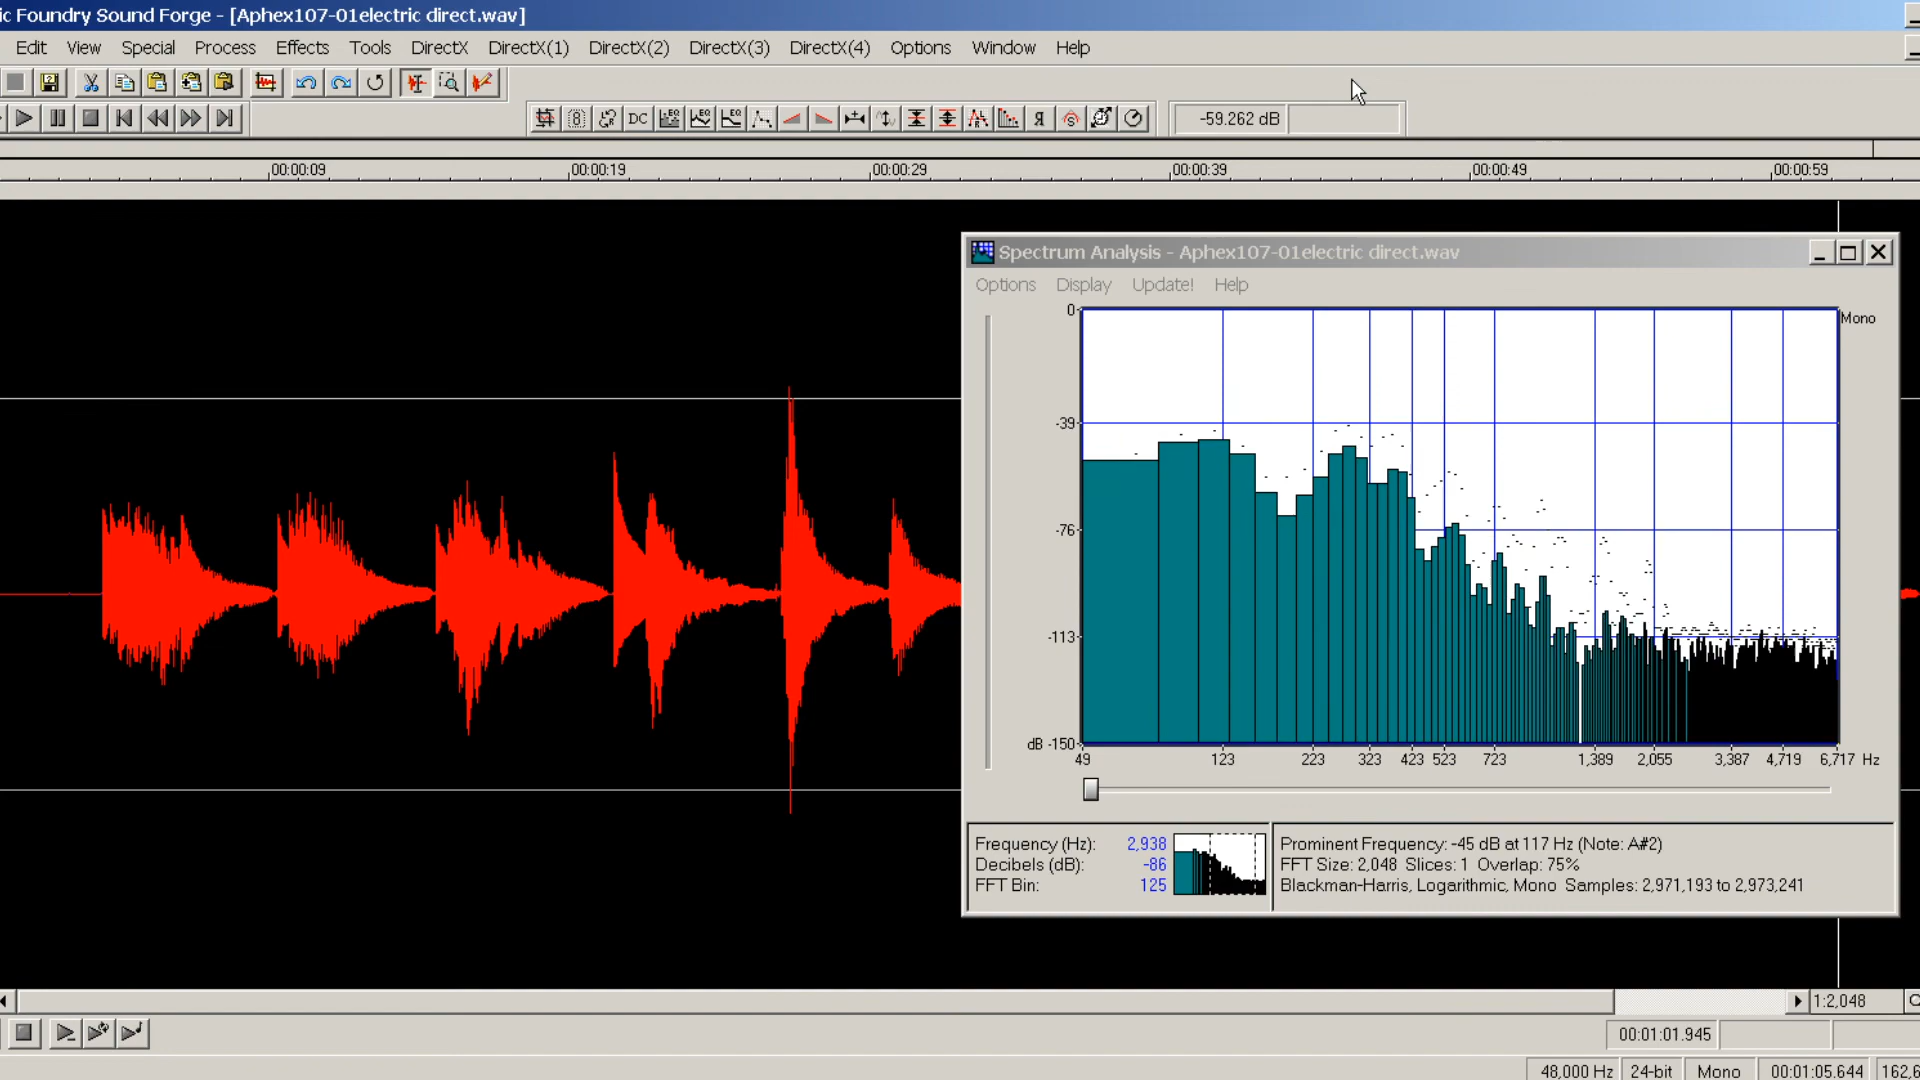 ic Foundry Sound Forge - [Aphex107-01electric direct.wav]
Edit View Special Process Effects Tools DirectX DirectX(1) DirectX(2) DirectX(3) DirectX(4) Options Window Help
DC EQ EQ EQ -59.262 dB
00:00:09 00:00:19 00:00:29 00:00:39 00:00:49 00:00:59
Spectrum Analysis - Aphex107-01electric direct.wav
Options Display Update! Help
0
Mono
-39
-76
-113
dB -150
49 123 223 323 423 523 723 1,389 2,055 3,387 4,719 6,717 Hz
Frequency (Hz): 2,938
Decibels (dB): -86
FFT Bin: 125
Prominent Frequency: -45 dB at 117 Hz (Note: A#2)
FFT Size: 2,048 Slices: 1 Overlap: 75%
Blackman-Harris, Logarithmic, Mono Samples: 2,971,193 to 2,973,241
1:2,048
00:01:01.945
48,000 Hz 24-bit Mono 00:01:05.644 162,6